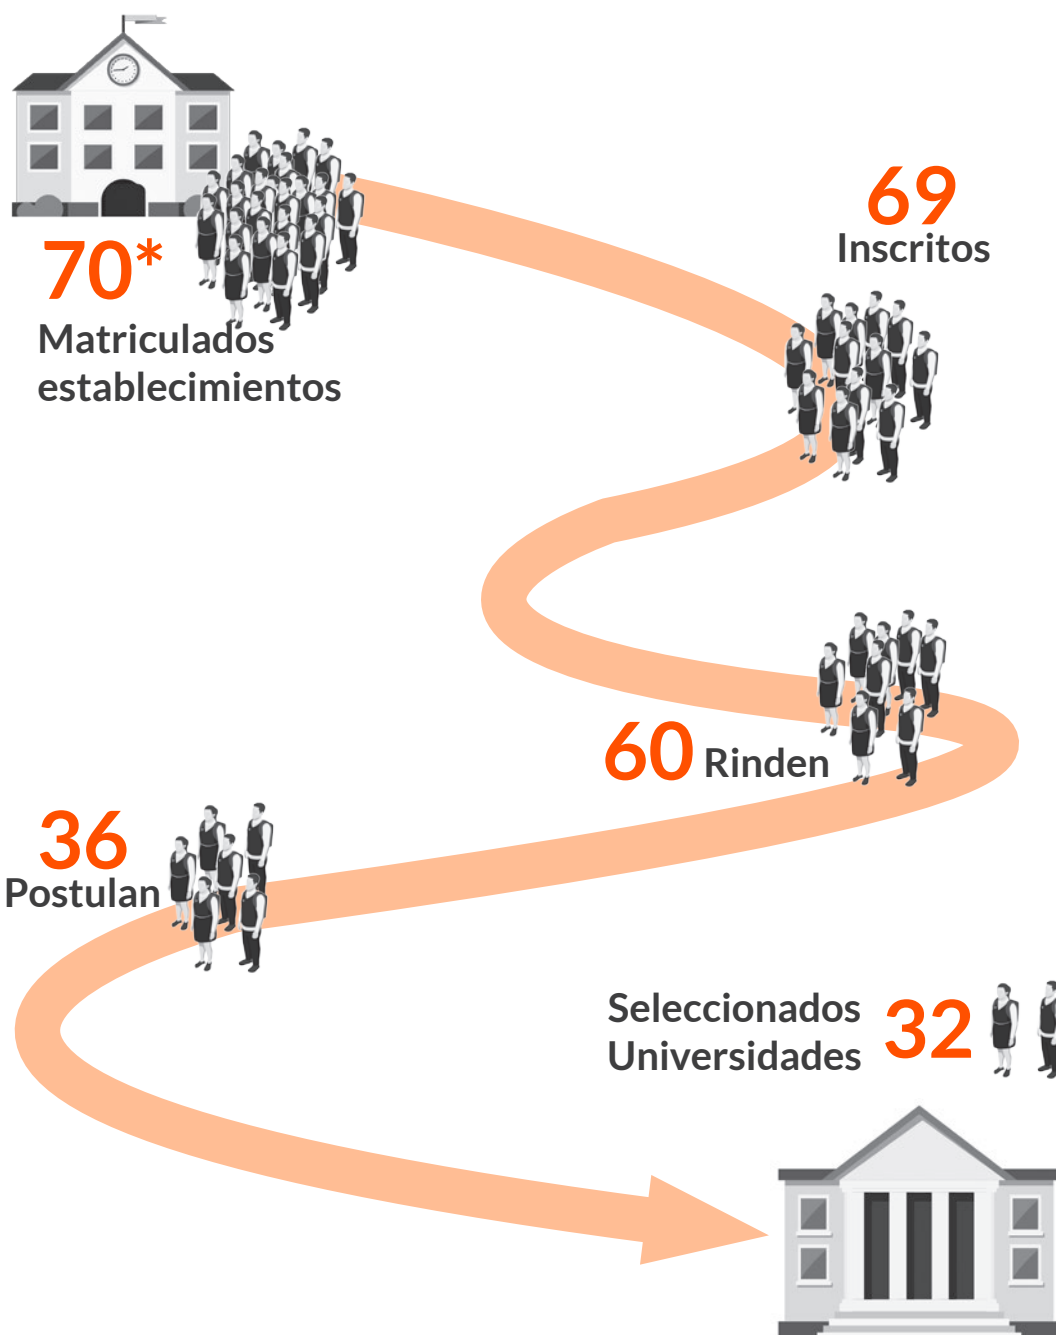 70*
Matriculados
establecimientos
69
Inscritos
60 Rinden
36
Postulan
Seleccionados
Universidades
32